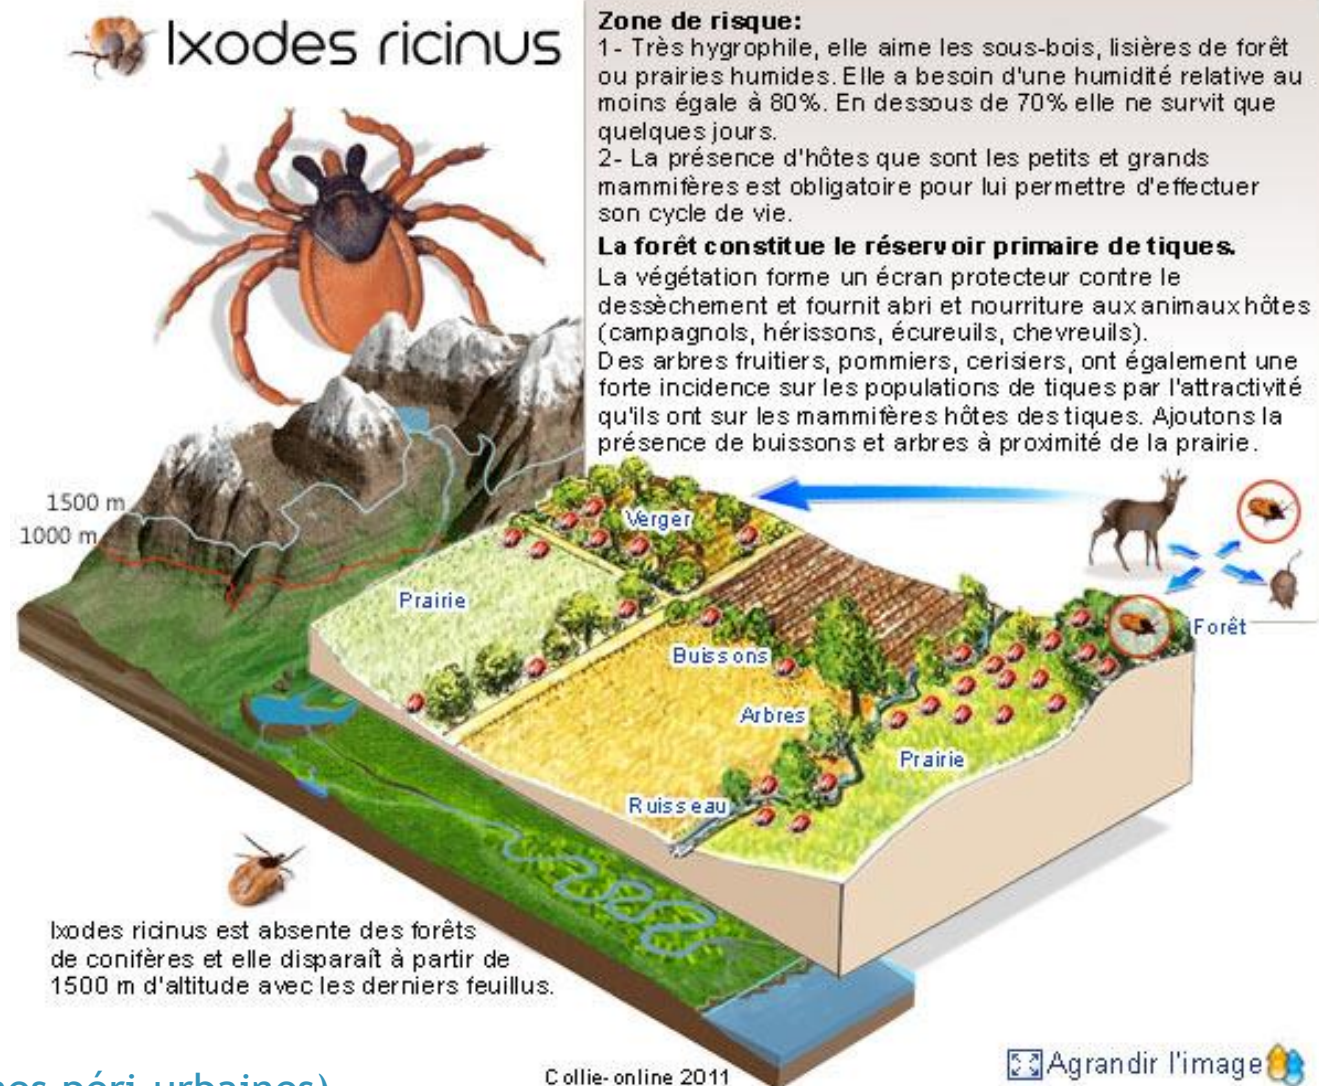 Ixodes ricinus
Zone de risque:
1- Très hygrophile, elle aime les sous-bois, lisières de forêt
ou prairies humides. Elle a besoin d'une humidité relative au
moins égale à 80%. En dessous de 70% elle ne survit que
quelques jours.
2- La présence d'hôtes que sont les petits et grands
mammifères est obligatoire pour lui permettre d'effectuer
son cycle de vie.
La forêt constitue le réservoir primaire de tiques.
La végétation forme un écran protecteur contre le
dessèchement et fournit abri et nourriture aux animaux hôtes
(campagnols, hérissons, écureuils, chevreuils).
Des arbres fruitiers, pommiers, cerisiers, ont également une
forte incidence sur les populations de tiques par l'attractivité
qu'ils ont sur les mammifères hôtes des tiques. Ajoutons la
présence de buissons et arbres à proximité de la prairie.
1500 m
1000 m
Verger
Prairie
Forêt
Buissons
Arbres
Prairie
Ruisseau
Ixodes ricinus est absente des forêts
de conifères et elle disparaît à partir de
1500 m d'altitude avec les derniers feuillus.
Agrandir l'image
Collie-online 2011
péri-urbaines)